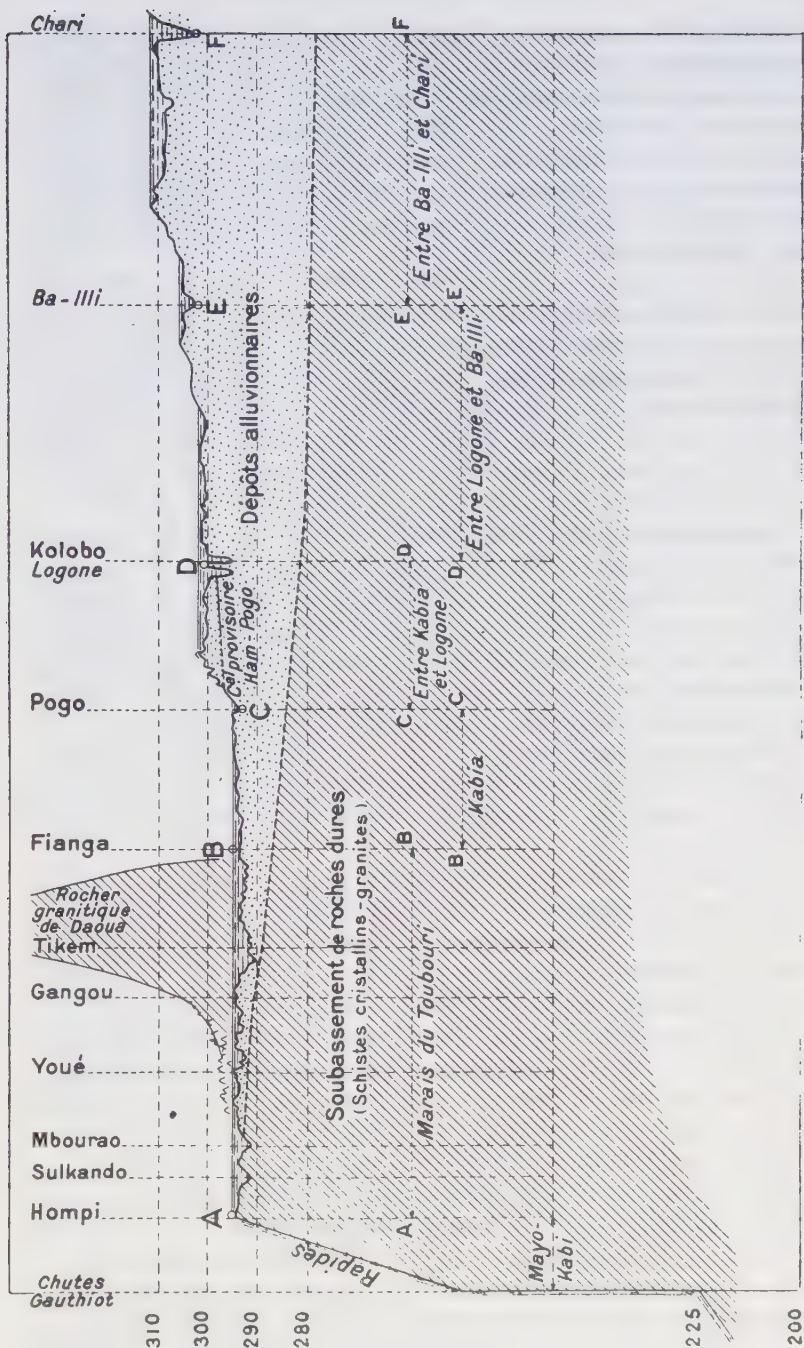 Chari
F
F
Entre Ba-Illi et Chari
Ba-Illi
E
E
E
Entre Logone et Ba-Illi
Dépôts alluvionnaires
Kolobo
Logone
D
D
D
Col provisoire
Ham-Pogo
Entre Kabia
et Logone
Pogo
C
C
C
Kabia
Fianga
B
B
B
Rocher
granitique
de Daoua
Tikem
Gangou
Soubassement de roches dures
(Schistes cristallins-granites)
Marais du Toubouri
Youé
Mbourao
Sulkando
Hompi
A
A
Rapides
Mayo-
Kabi
Chutes
Gauthiot
310
300
290
280
225
200